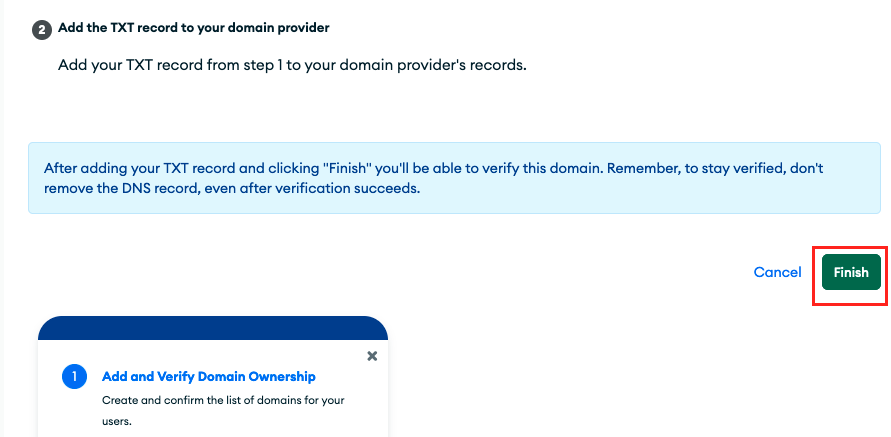 2 Add the TXT record to your domain provider
Add your TXT record from step 1 to your domain provider's records.
After adding your TXT record and clicking "Finish" you'll be able to verify this domain. Remember, to stay verified, don't
remove the DNS record, even after verification succeeds.
Cancel Finish
×
1 Add and Verify Domain Ownership
Create and confirm the list of domains for your
users.